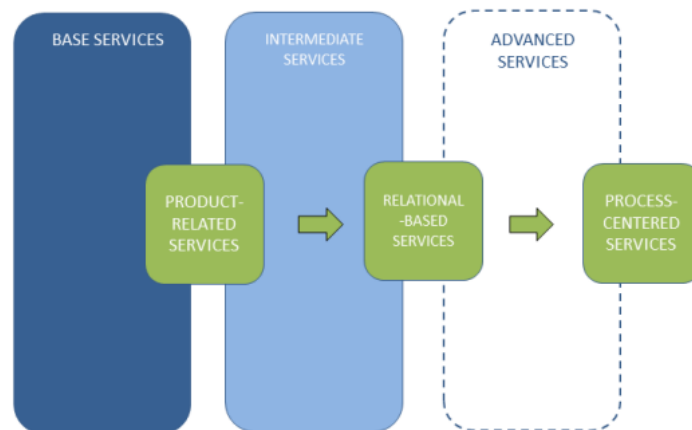 BASE SERVICES
INTERMEDIATE
SERVICES
ADVANCED
SERVICES
PRODUCT-
RELATED
SERVICES
RELATIONAL
-BASED
SERVICES
PROCESS-
CENTERED
SERVICES